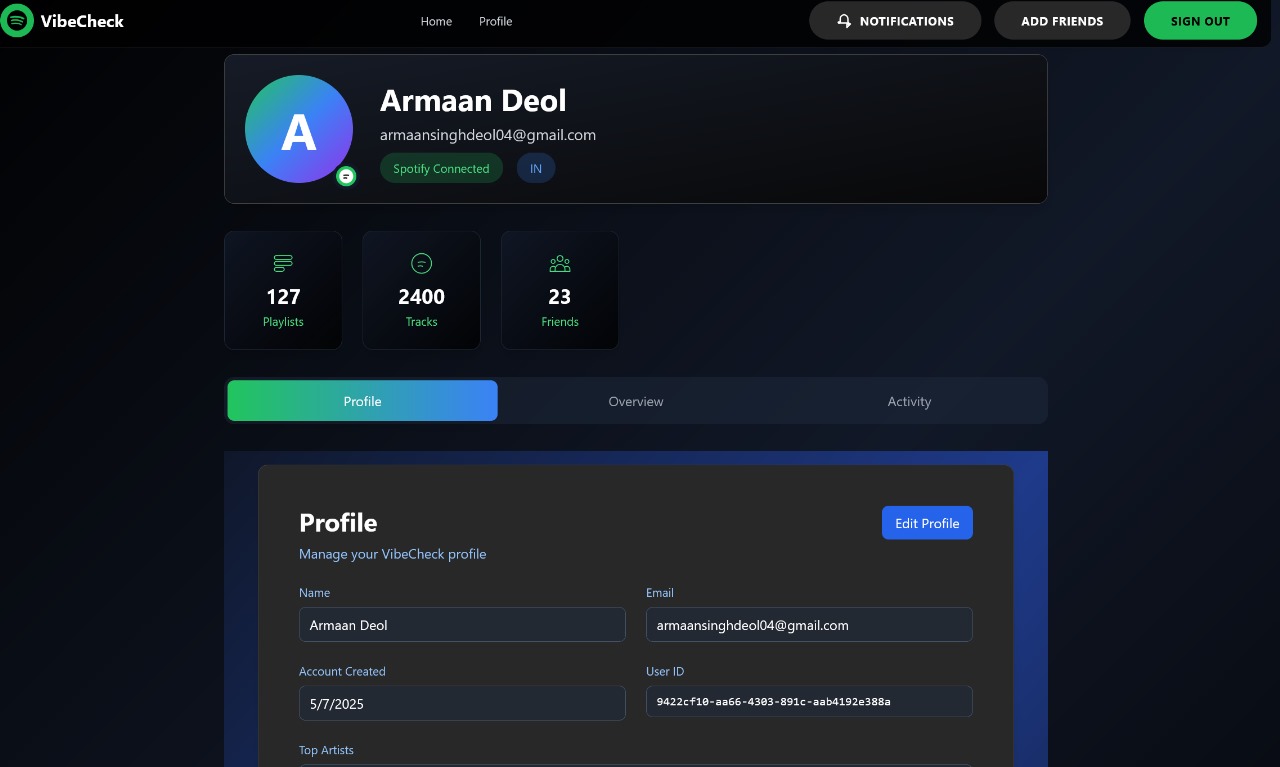 VibeCheck Home Profile NOTIFICATIONS ADD FRIENDS SIGN OUT
A
Armaan Deol
armaansinghdeol04@gmail.com
Spotify Connected IN
127 2400 23
Playlists Tracks Friends
Profile Overview Activity
Profile Edit Profile
Manage your VibeCheck profile
Name Email
Armaan Deol armaansinghdeol04@gmail.com
Account Created User ID
5/7/2025 9422cf10-aa66-4303-891c-aab4192e388a
Top Artists